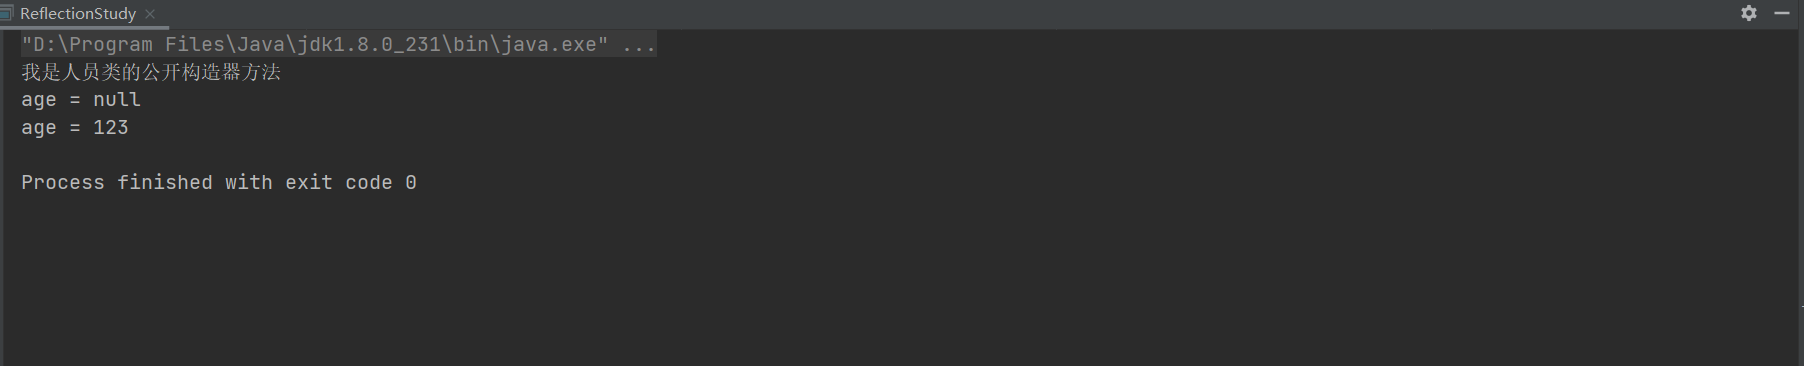 ReflectionStudy
"D:\Program Files\Java\jdk1.8.0_231\bin\java.exe" ...
我是人员类的公开构造器方法
age = null
age = 123
Process finished with exit code 0